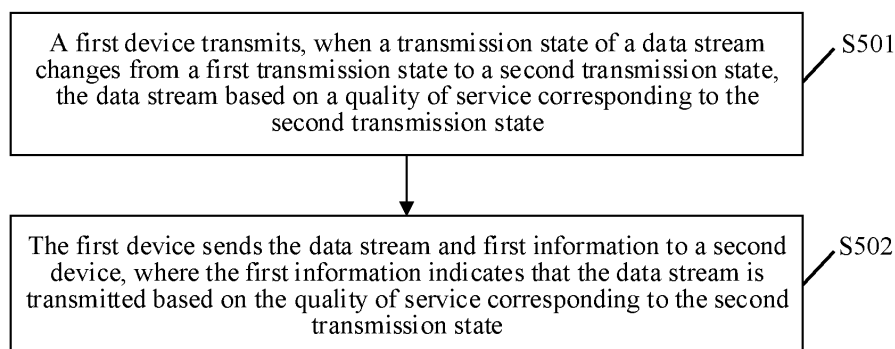 A first device transmits, when a transmission state of a data stream
changes from a first transmission state to a second transmission state,
the data stream based on a quality of service corresponding to the
second transmission state
S501
The first device sends the data stream and first information to a second
device, where the first information indicates that the data stream is
transmitted based on the quality of service corresponding to the second
transmission state
S502